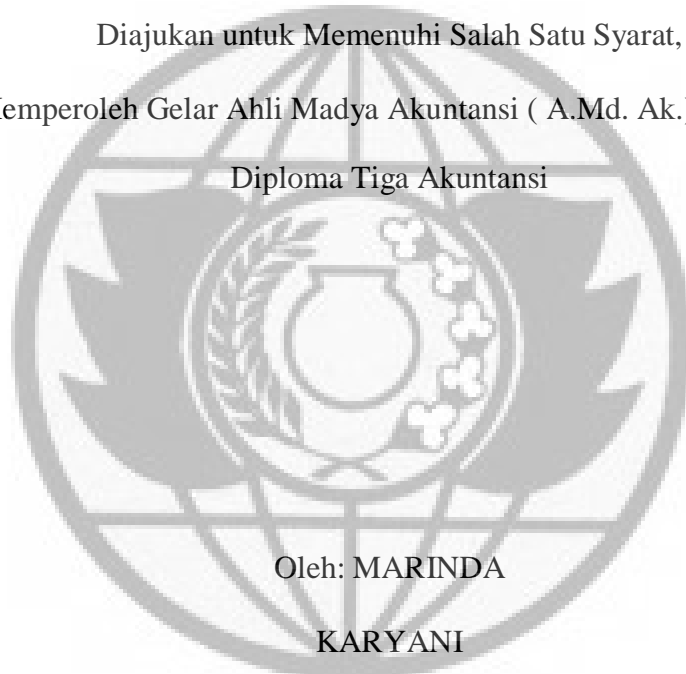 Diajukan untuk Memenuhi Salah Satu Syarat,
emperoleh Gelar Ahli Madya Akuntansi ( A.Md. Ak.)
Diploma Tiga Akuntansi
Oleh: MARINDA
KARYANI